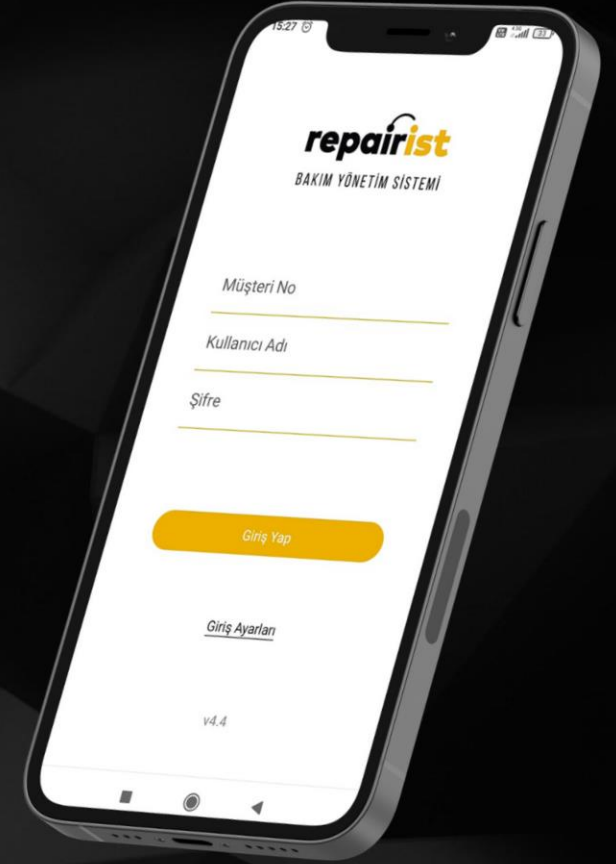 15:27
repairist
BAKIM YÖNETİM SİSTEMİ
Müşteri No
Kullanıcı Adı
Şifre
Giriş Yap
Giriş Ayarları
v4.4